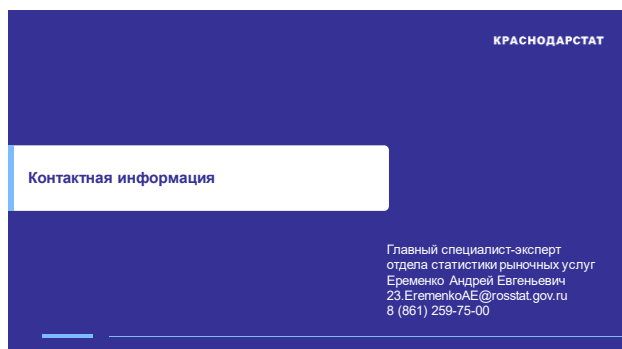 КРАСНОДАРСТАТ
Контактная информация
Главный специалист-эксперт
отдела статистики рыночных услуг
Еременко Андрей Евгеньевич
23.EremenkoAE@rosstat.gov.ru
8 (861) 259-75-00